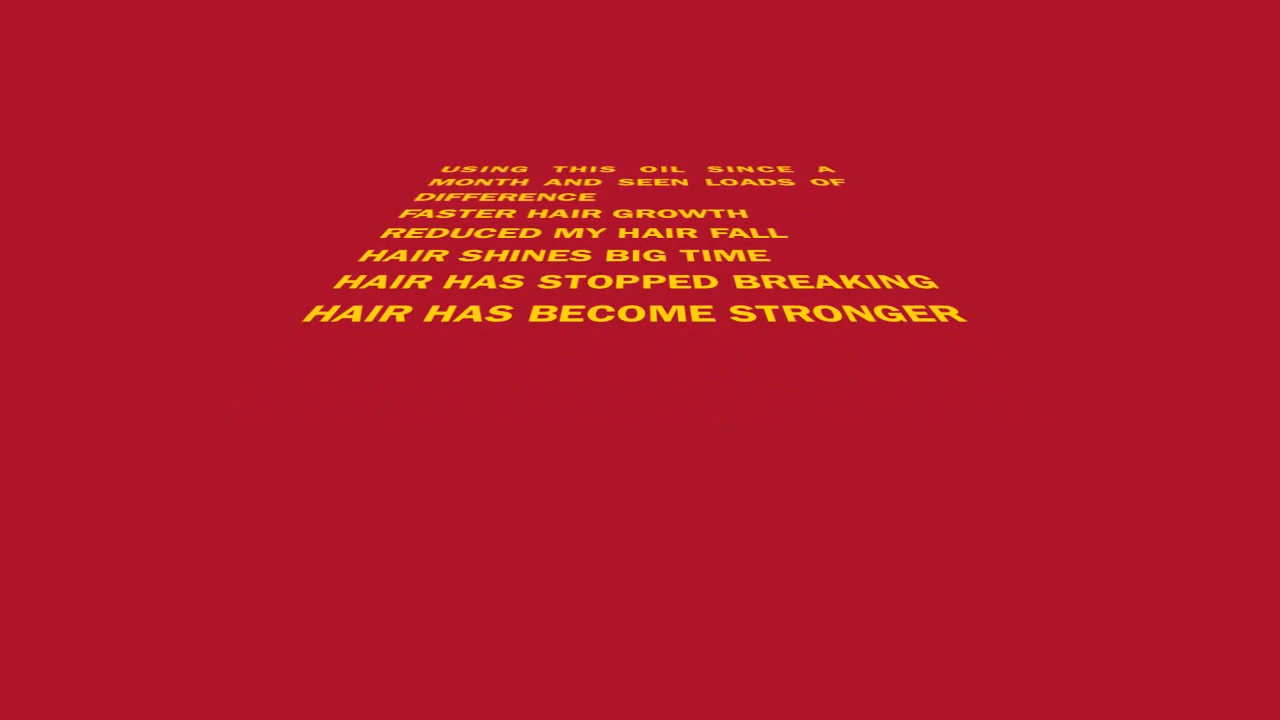 USING THIS OIL SINCE A
MONTH AND SEEN LOADS OF
DIFFERENCE
FASTER HAIR GROWTH
REDUCED MY HAIR FALL
HAIR SHINES BIG TIME
HAIR HAS STOPPED BREAKING
HAIR HAS BECOME STRONGER